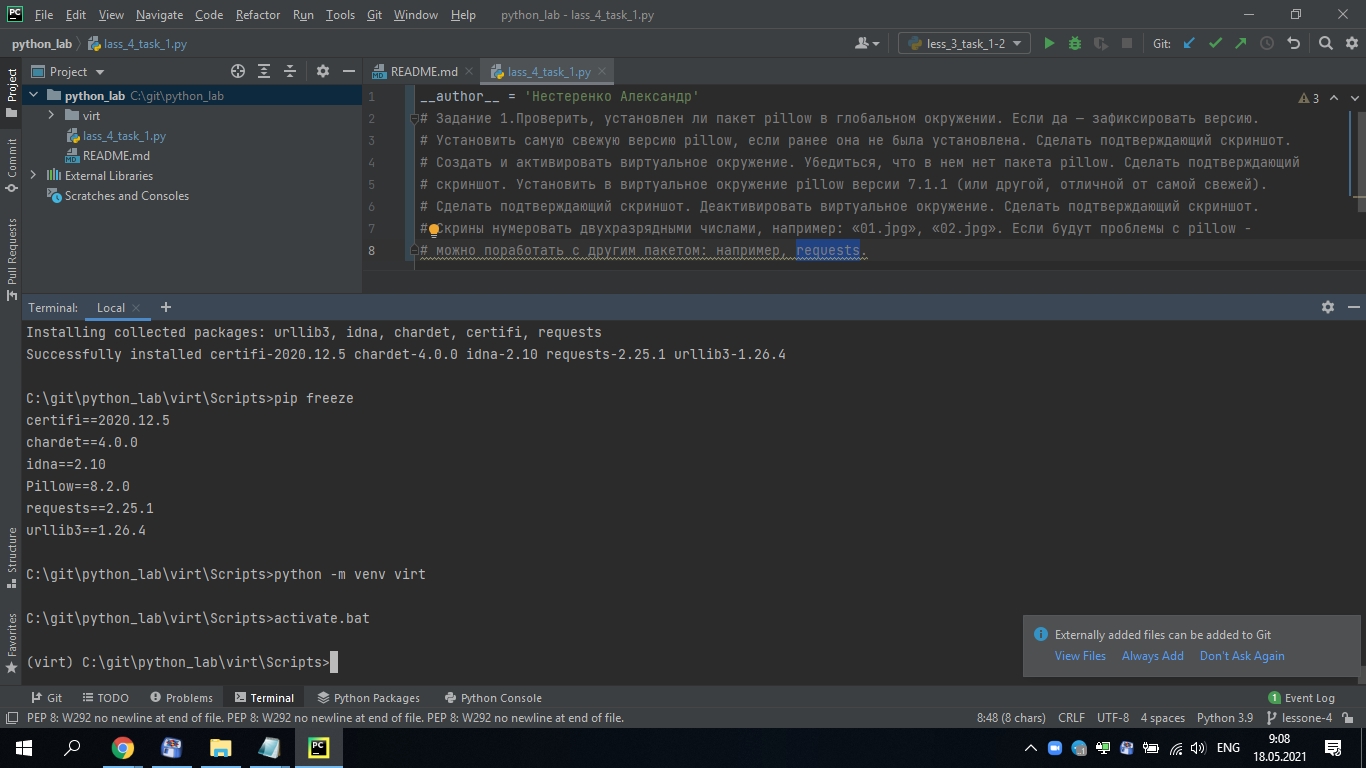 PC File Edit View Navigate Code Refactor Run Tools Git Window Help python_lab - lass_4_task_1.py
python_lab lass_4_task_1.py less_3_task_1-2 Git:
Project README.md lass_4_task_1.py
Project
python_lab C:\git\python_lab
virt
lass_4_task_1.py
README.md
External Libraries
Scratches and Consoles
Commit
Pull Requests
Structure
Favorites
3
1 __author__ = 'Нестеренко Александр'
2 # Задание 1.Проверить, установлен ли пакет pillow в глобальном окружении. Если да — зафиксировать версию.
3 # Установить самую свежую версию pillow, если ранее она не была установлена. Сделать подтверждающий скриншот.
4 # Создать и активировать виртуальное окружение. Убедиться, что в нем нет пакета pillow. Сделать подтверждающий
5 # скриншот. Установить в виртуальное окружение pillow версии 7.1.1 (или другой, отличной от самой свежей).
6 # Сделать подтверждающий скриншот. Деактивировать виртуальное окружение. Сделать подтверждающий скриншот.
7 # Скрины нумеровать двухразрядными числами, например: «01.jpg», «02.jpg». Если будут проблемы с pillow -
8 # можно поработать с другим пакетом: например, requests.
Terminal: Local +
Installing collected packages: urllib3, idna, chardet, certifi, requests
Successfully installed certifi-2020.12.5 chardet-4.0.0 idna-2.10 requests-2.25.1 urllib3-1.26.4
C:\git\python_lab\virt\Scripts>pip freeze
certifi==2020.12.5
chardet==4.0.0
idna==2.10
Pillow==8.2.0
requests==2.25.1
urllib3==1.26.4
C:\git\python_lab\virt\Scripts>python -m venv virt
C:\git\python_lab\virt\Scripts>activate.bat
(virt) C:\git\python_lab\virt\Scripts>
Externally added files can be added to Git
View Files Always Add Don't Ask Again
Git TODO Problems Terminal Python Packages Python Console 1 Event Log
PEP 8: W292 no newline at end of file. PEP 8: W292 no newline at end of file. PEP 8: W292 no newline at end of file. 8:48 (8 chars) CRLF UTF-8 4 spaces Python 3.9 lessone-4
PC ENG 9:08
18.05.2021